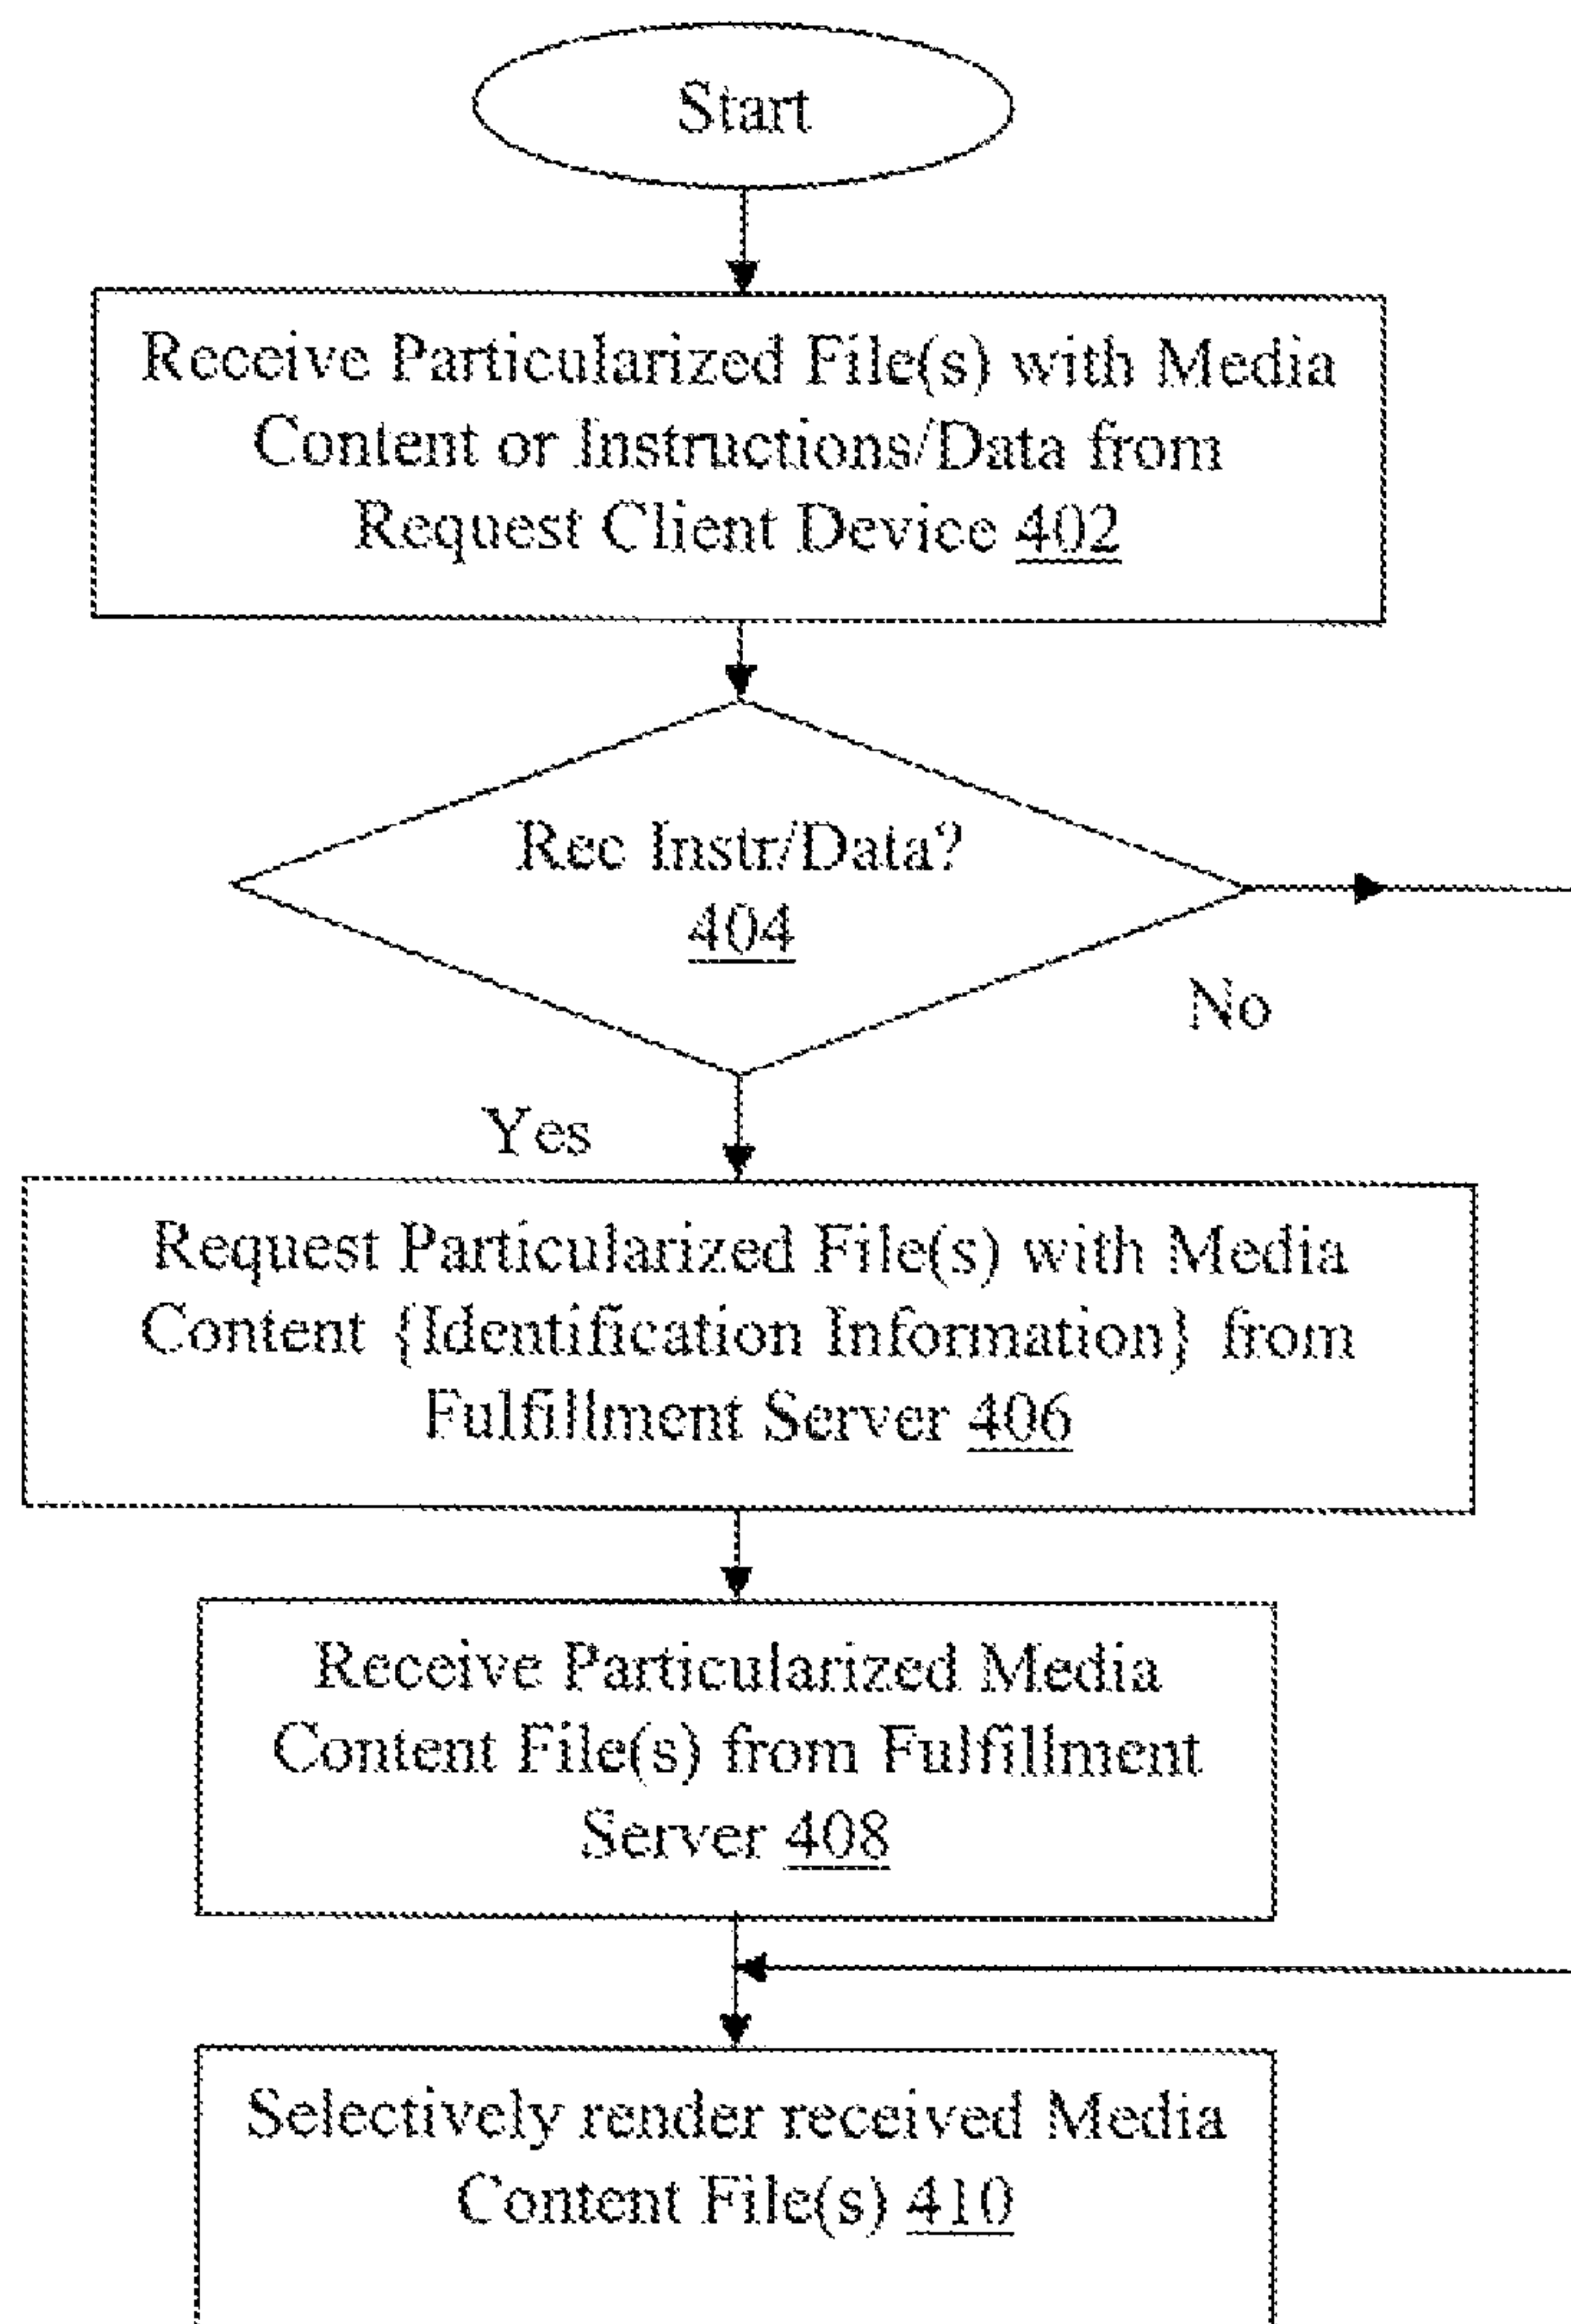 Start
Receive Particularized File(s) with Media
Content or Instructions/Data from
Request Client Device 402
Rec Instr/Data?
404
No
Yes
Request Particularized File(s) with Media
Content {Identification Information} from
Fulfillment Server 406
Receive Particularized Media
Content File(s) from Fulfillment
Server 408
Selectively render received Media
Content File(s) 410